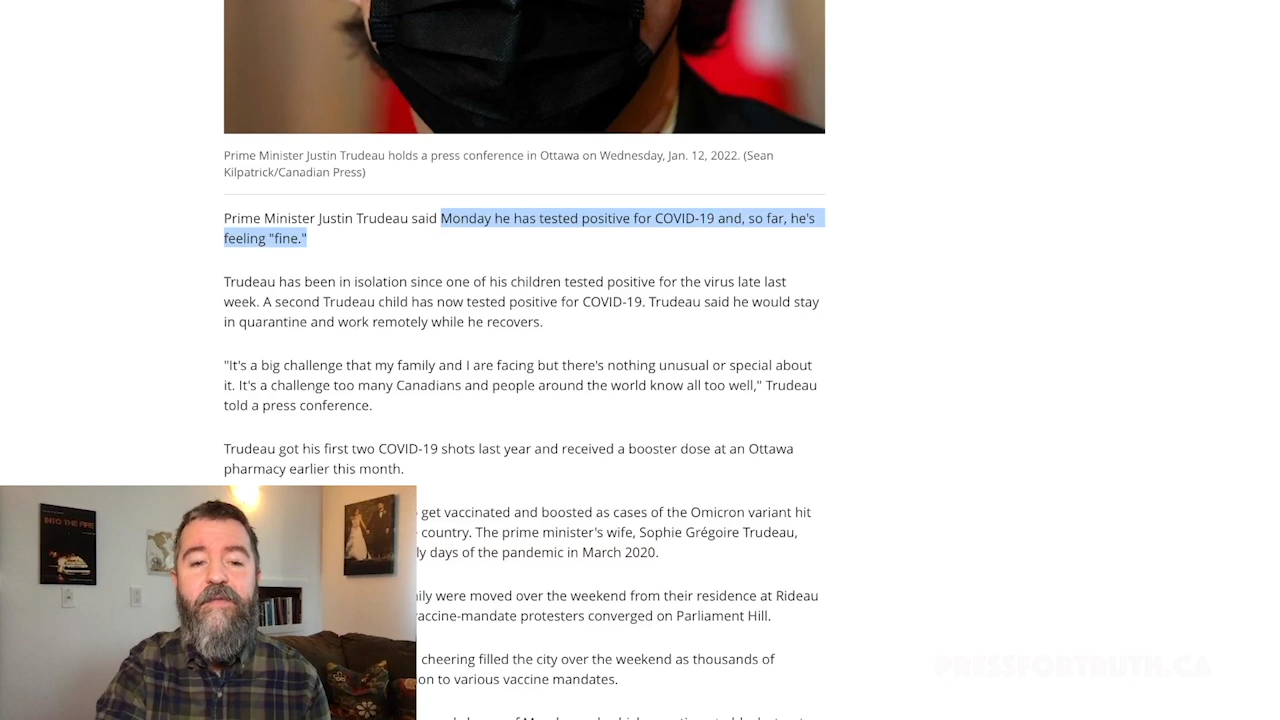 Prime Minister Justin Trudeau holds a press conference in Ottawa on Wednesday, Jan. 12, 2022. (Sean
Kilpatrick/Canadian Press)
Prime Minister Justin Trudeau said Monday he has tested positive for COVID-19 and, so far, he's
feeling "fine."
Trudeau has been in isolation since one of his children tested positive for the virus late last
week. A second Trudeau child has now tested positive for COVID-19. Trudeau said he would stay
in quarantine and work remotely while he recovers.
"It's a big challenge that my family and I are facing but there's nothing unusual or special about
it. It's a challenge too many Canadians and people around the world know all too well," Trudeau
told a press conference.
Trudeau got his first two COVID-19 shots last year and received a booster dose at an Ottawa
pharmacy earlier this month.
get vaccinated and boosted as cases of the Omicron variant hit
country. The prime minister's wife, Sophie Grégoire Trudeau,
days of the pandemic in March 2020.
were moved over the weekend from their residence at Rideau
protesters converged on Parliament Hill.
cheering filled the city over the weekend as thousands of
to various vaccine mandates.
INTO THE FIRE
PRESSFORTRUTH.CA